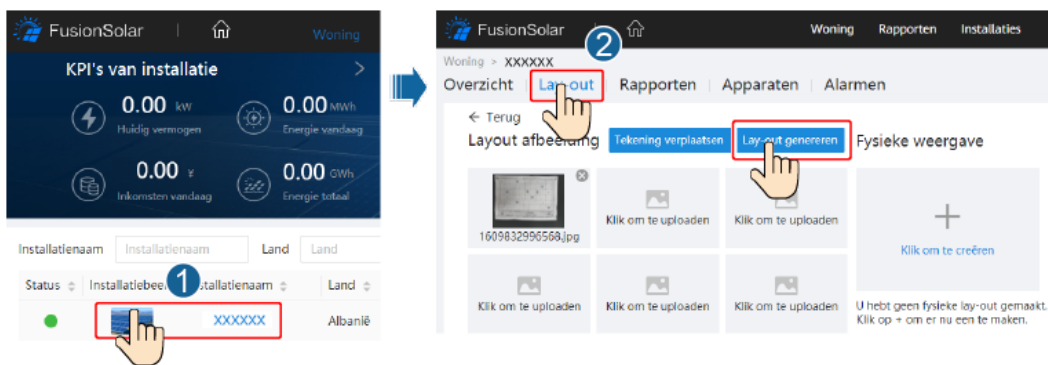 FusionSolar
Woning
KPI's van installatie
0.00 kW
Huidig vermogen
0.00 MWh
Energie vandaag
0.00 ¥
Inkomsten vandaag
0.00 GWh
Energie totaal
Installatienaam Installatienaam Land Land
Status Installatiebee stallatienaam Land
XXXXXX Albanië
1
2
FusionSolar
Woning Rapporten Installaties
Woning > XXXXXX
Overzicht Lay-out Rapporten Apparaten Alarmen
← Terug
Layout afbeelding Tekening verplaatsen Lay-out genereren Fysieke weergave
1609832996568.jpg
Klik om te uploaden Klik om te uploaden
Klik om te uploaden Klik om te uploaden Klik om te uploaden
Klik om te creëren
U hebt geen fysieke lay-out gemaakt.
Klik op + om er nu een te maken.